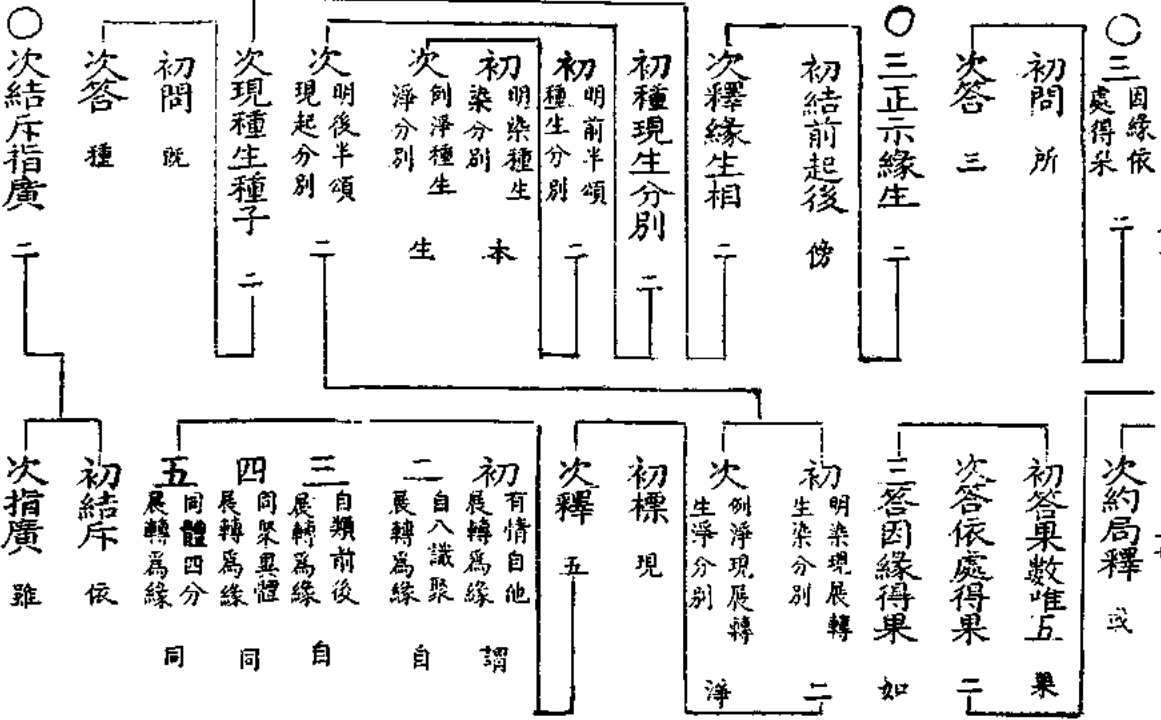 ○三 因緣依處得果 二
初問 所
次答 三
○三正示緣生 二
初結前起後 傍
次釋緣生相 二
初種現生分別 二
初 明前半頌種生分別 二
初 明染種生染分別 本
次 例淨種生淨分別 生
次 明後半頌現起分別 二
次現種生種子 二
初問 既
次答 種
○次結斥指廣 二
次約局釋 或
初答果數唯五 果
次答依處得果 二
三答因緣得果 如
初 明染現展轉生染分別 二
次 例淨現展轉生淨分別 淨
初標 現
次釋 五
初 有情自他展轉為緣 謂
二 自八識聚展轉為緣 自
三 自類前後展轉為緣 自
四 同聚異體展轉為緣 同
五 同體四分展轉為緣 同
初結斥 依
次指廣 雖